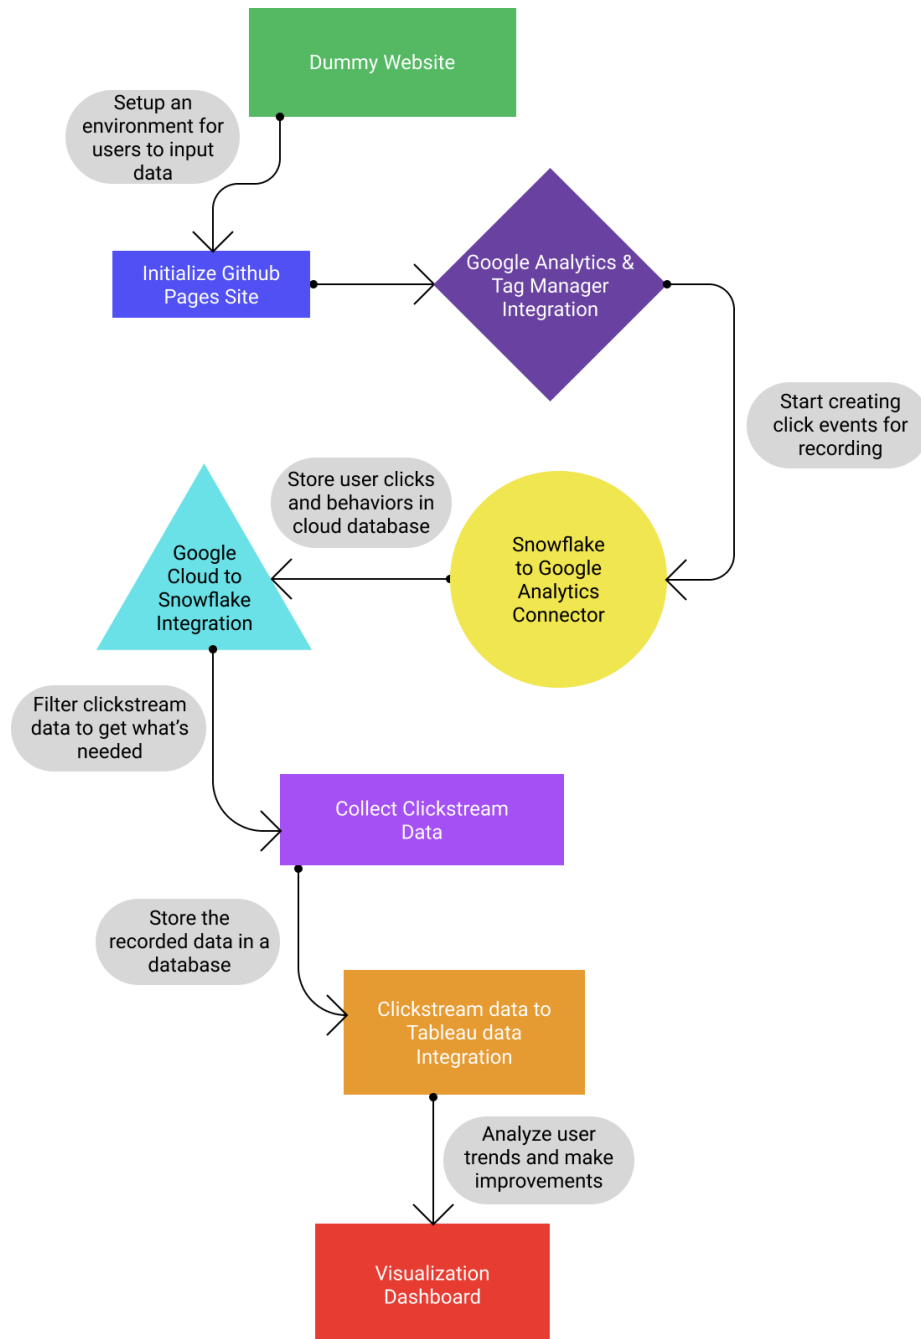 Dummy Website
Setup an
environment for
users to input
data
Initialize Github
Pages Site
Google Analytics &
Tag Manager
Integration
Start creating
click events for
recording
Store user clicks
and behaviors in
cloud database
Snowflake
to Google
Analytics
Connector
Google
Cloud to
Snowflake
Integration
Filter clickstream
data to get what's
needed
Collect Clickstream
Data
Store the
recorded data in a
database
Clickstream data to
Tableau data
Integration
Analyze user
trends and make
improvements
Visualization
Dashboard